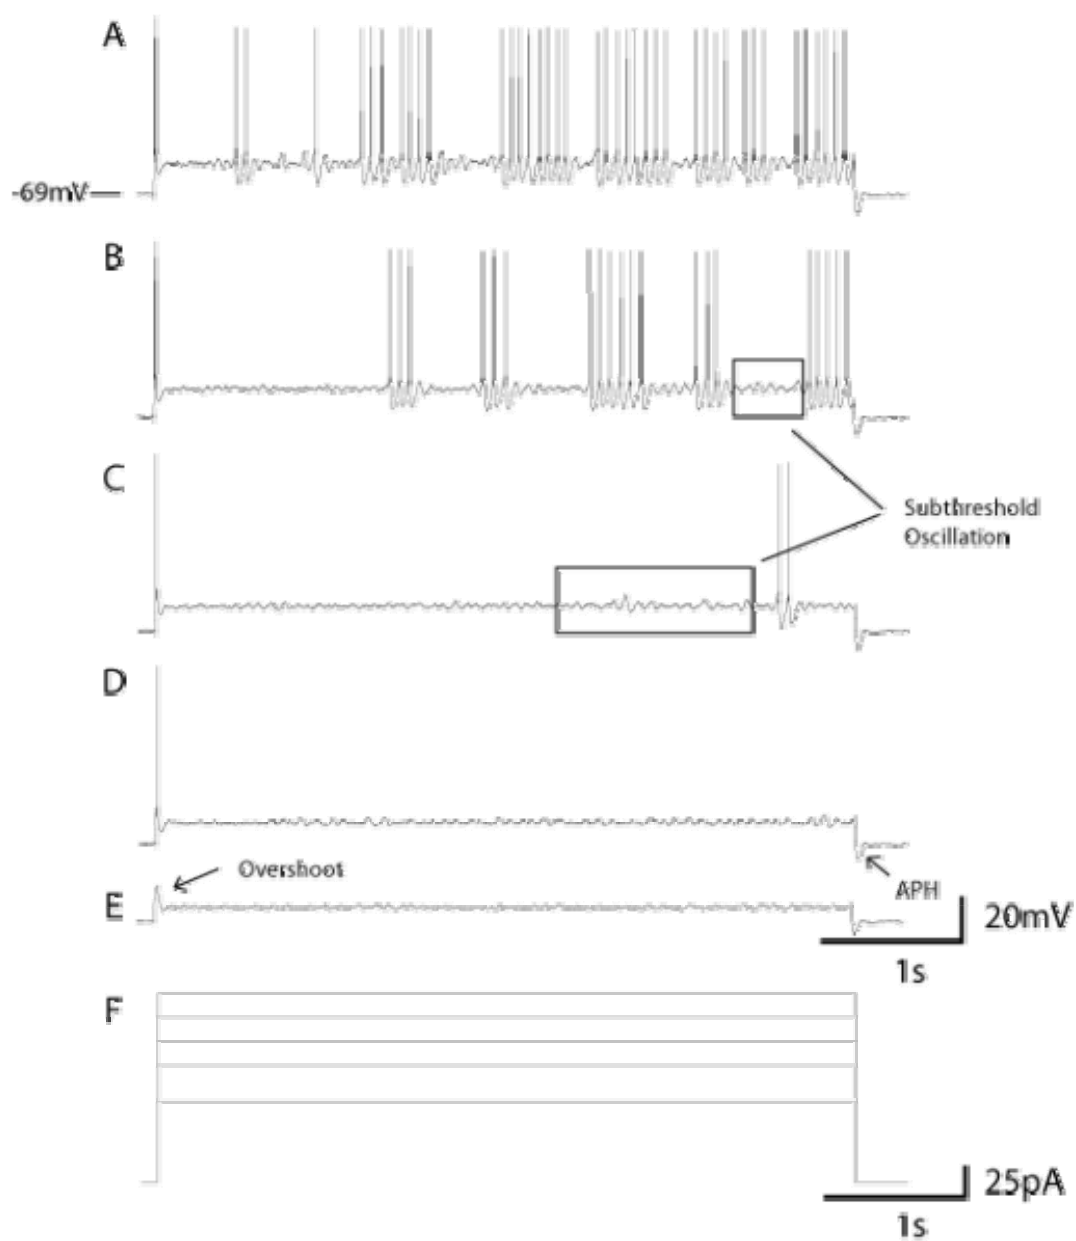 A
-69mV
B
C
Subthreshold
Oscillation
D
Overshoot
APH
E
20mV
1s
F
25pA
1s